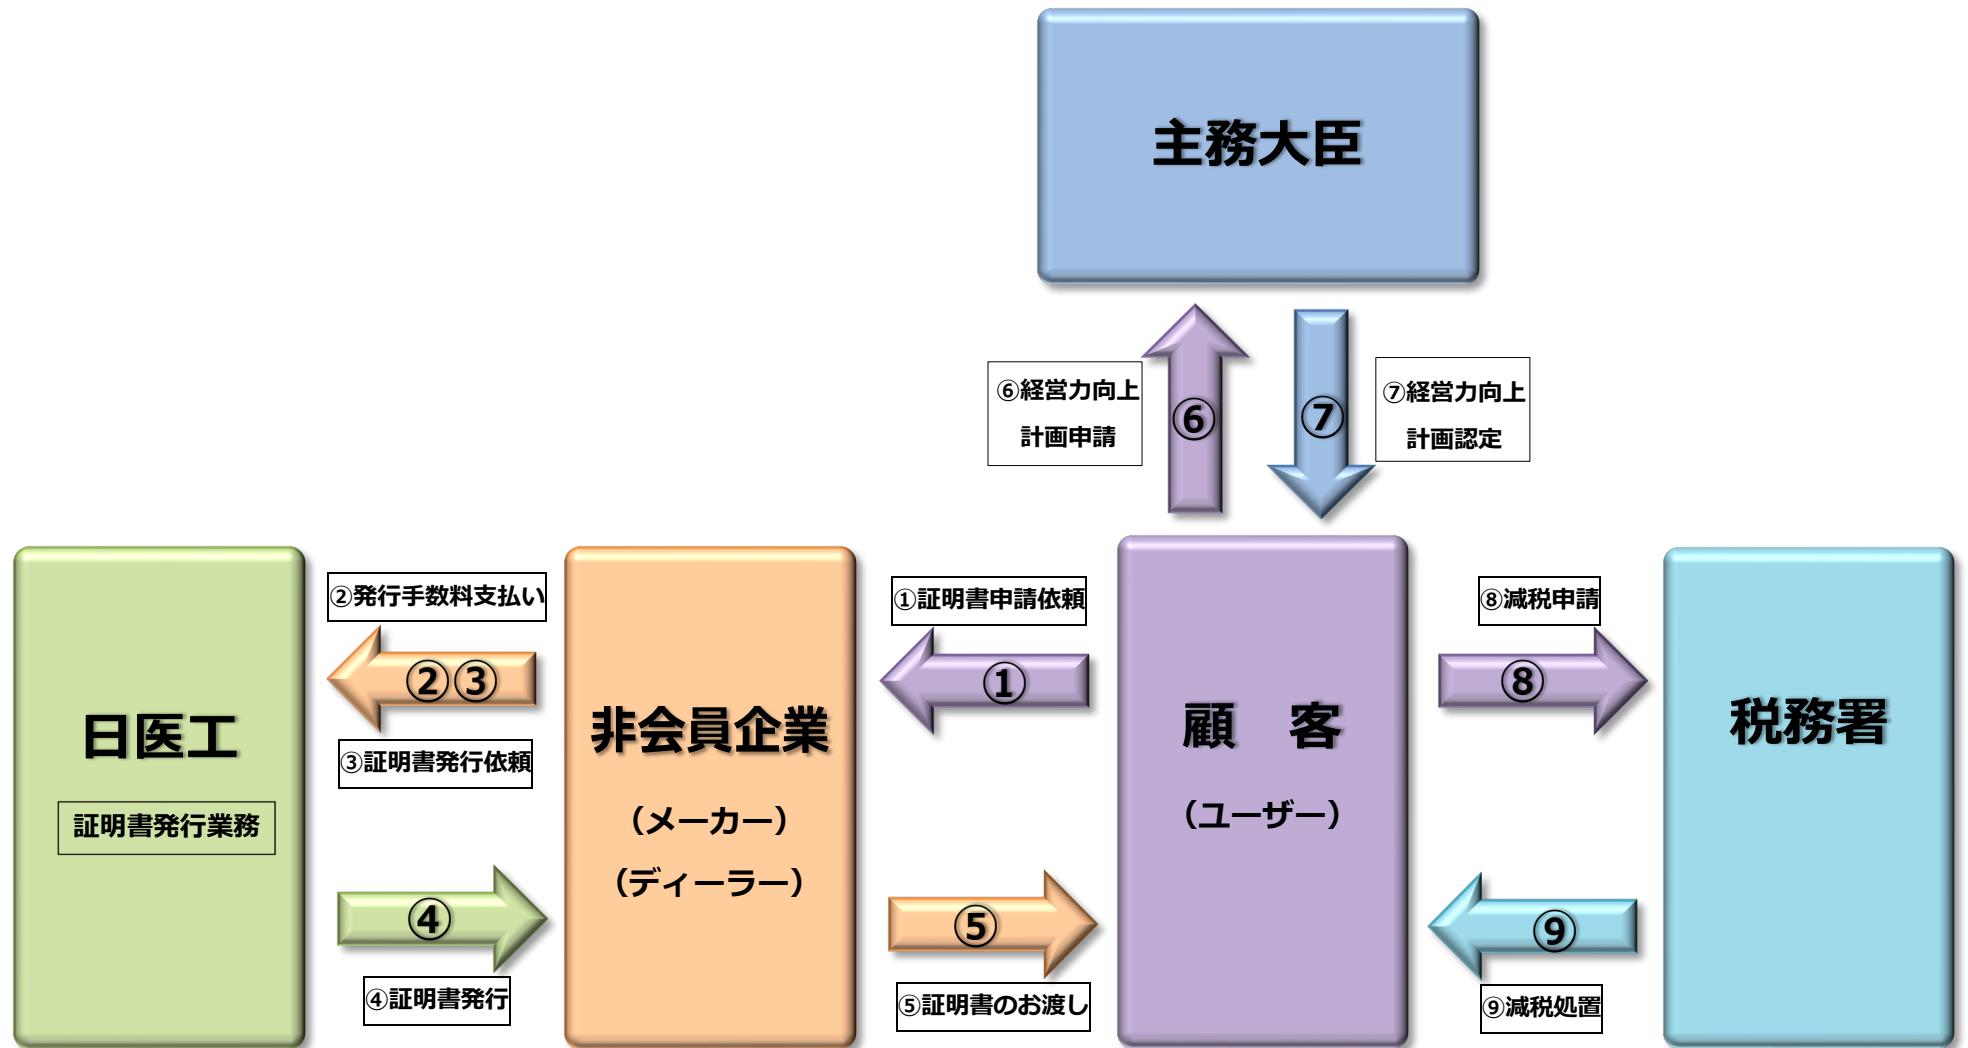 主務大臣
⑥経営力向上
計画申請
⑥
⑦
⑦経営力向上
計画認定
②発行手数料支払い
②③
③証明書発行依頼
①証明書申請依頼
①
⑧減税申請
⑧
日医工
証明書発行業務
非会員企業
（メーカー）
（ディーラー）
顧　客
（ユーザー）
税務署
④
④証明書発行
⑤
⑤証明書のお渡し
⑨
⑨減税処置